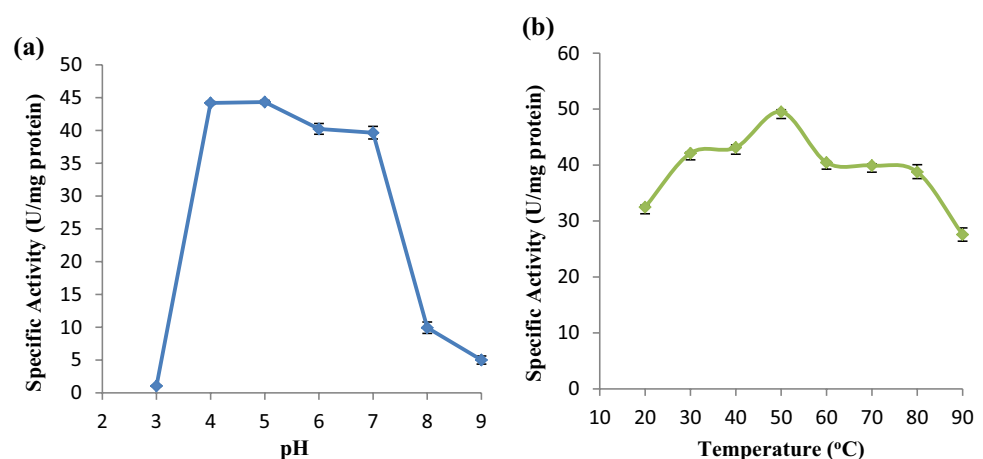 (a)
Specific Activity (U/mg protein)
50
45
40
35
30
25
20
15
10
5
0
2 3 4 5 6 7 8 9
pH
(b)
Specific Activity (U/mg protein)
60
50
40
30
20
10
0
10 20 30 40 50 60 70 80 90
Temperature (°C)